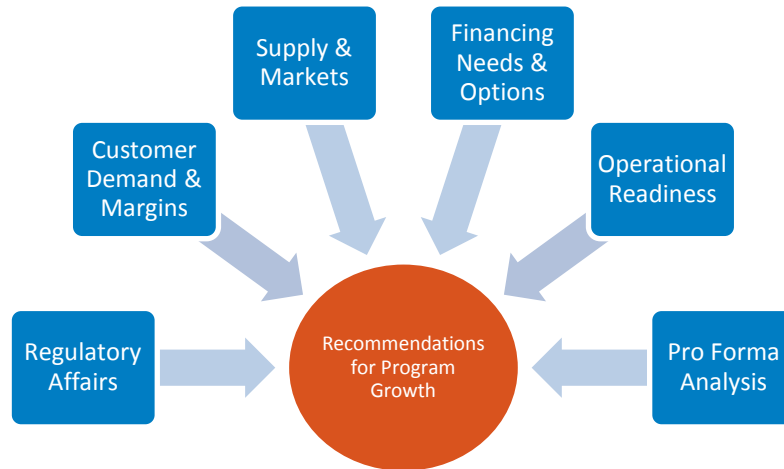 Supply &
Markets
Financing
Needs &
Options
Customer
Demand &
Margins
Operational
Readiness
Regulatory
Affairs
Recommendations
for Program
Growth
Pro Forma
Analysis